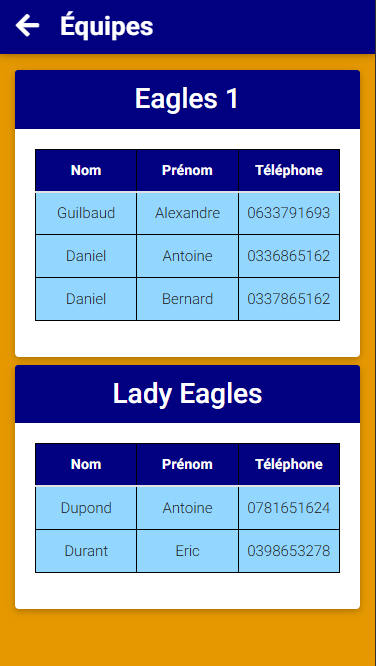 Équipes
Eagles 1
Nom Prénom Téléphone
Guilbaud Alexandre 0633791693
Daniel Antoine 0336865162
Daniel Bernard 0337865162
Lady Eagles
Nom Prénom Téléphone
Dupond Antoine 0781651624
Durant Eric 0398653278